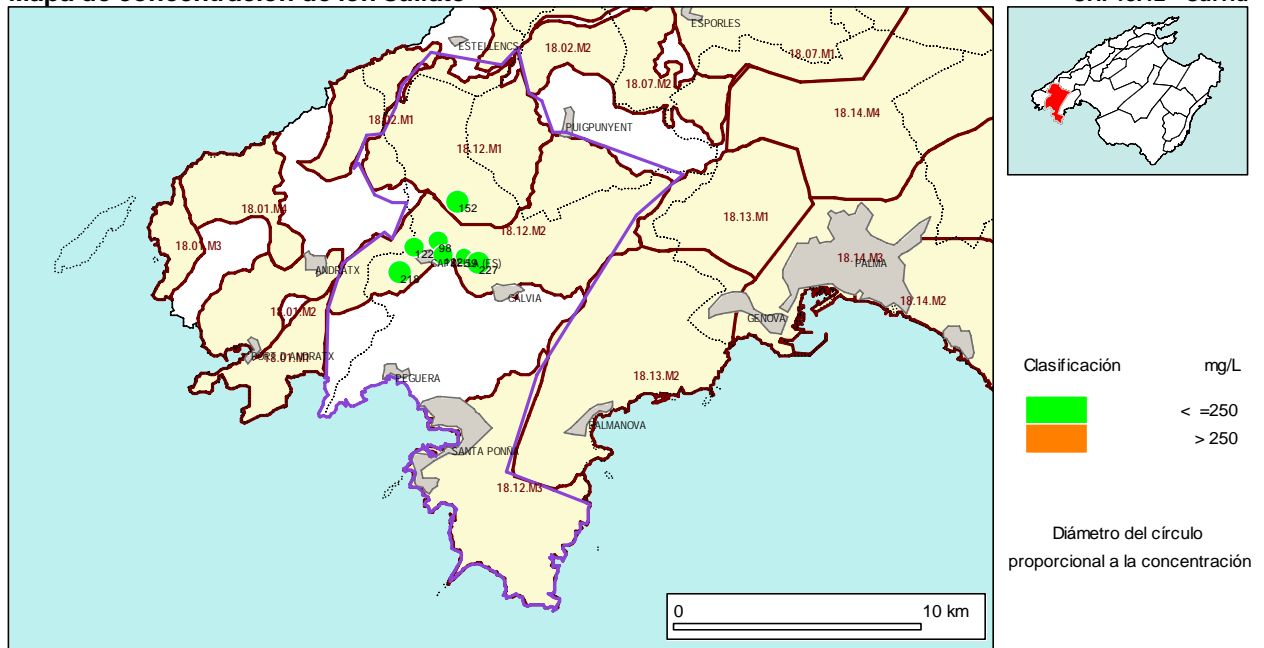 ESTELLENCS
ESPORLES
18.02.M2
18.07.M1
18.07.M2
18.02.M1
PUIGPUNYENT
18.14.M4
18.12.M1
152
18.01.M4
18.12.M2
18.13.M1
18.01.M3
122
98
227
218
ANDRATX
18.14.M3
PALMA
CALVIA
18.14.M2
18.01.M2
GENOVA
18.01.M1
PEGUERA
18.13.M2
PALMANOVA
SANTA PONÑA
18.12.M3
0 10 km
Clasificación mg/L
< =250
> 250
Diámetro del círculo
proporcional a la concentración